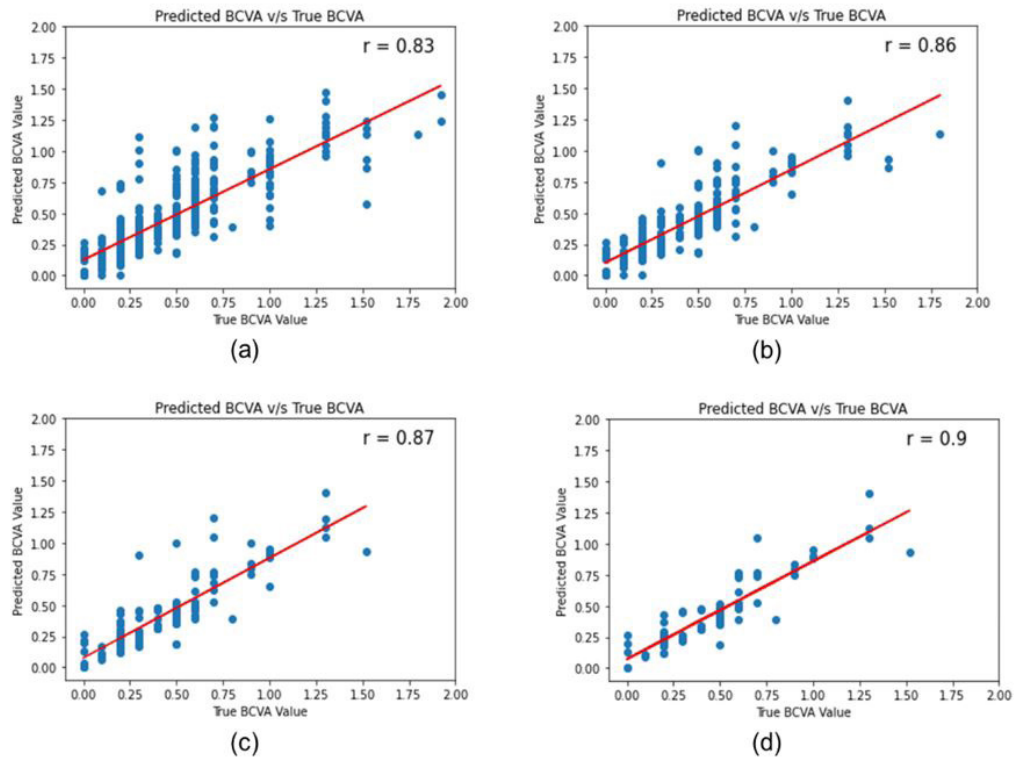 Predicted BCVA v/s True BCVA
r = 0.83
Predicted BCVA Value
2.00
1.75
1.50
1.25
1.00
0.75
0.50
0.25
0.00
0.00 0.25 0.50 0.75 1.00 1.25 1.50 1.75 2.00
True BCVA Value
(a)
Predicted BCVA v/s True BCVA
r = 0.86
Predicted BCVA Value
2.00
1.75
1.50
1.25
1.00
0.75
0.50
0.25
0.00
0.00 0.25 0.50 0.75 1.00 1.25 1.50 1.75 2.00
True BCVA Value
(b)
Predicted BCVA v/s True BCVA
r = 0.87
Predicted BCVA Value
2.00
1.75
1.50
1.25
1.00
0.75
0.50
0.25
0.00
0.00 0.25 0.50 0.75 1.00 1.25 1.50 1.75 2.00
True BCVA Value
(c)
Predicted BCVA v/s True BCVA
r = 0.9
Predicted BCVA Value
2.00
1.75
1.50
1.25
1.00
0.75
0.50
0.25
0.00
0.00 0.25 0.50 0.75 1.00 1.25 1.50 1.75 2.00
True BCVA Value
(d)